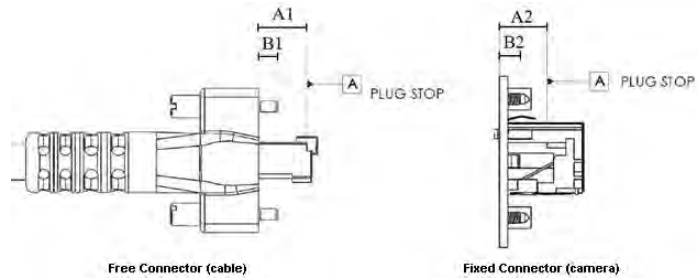 A1
B1
A
PLUG STOP
A2
B2
A
PLUG STOP
Free Connector (cable)
Fixed Connector (camera)